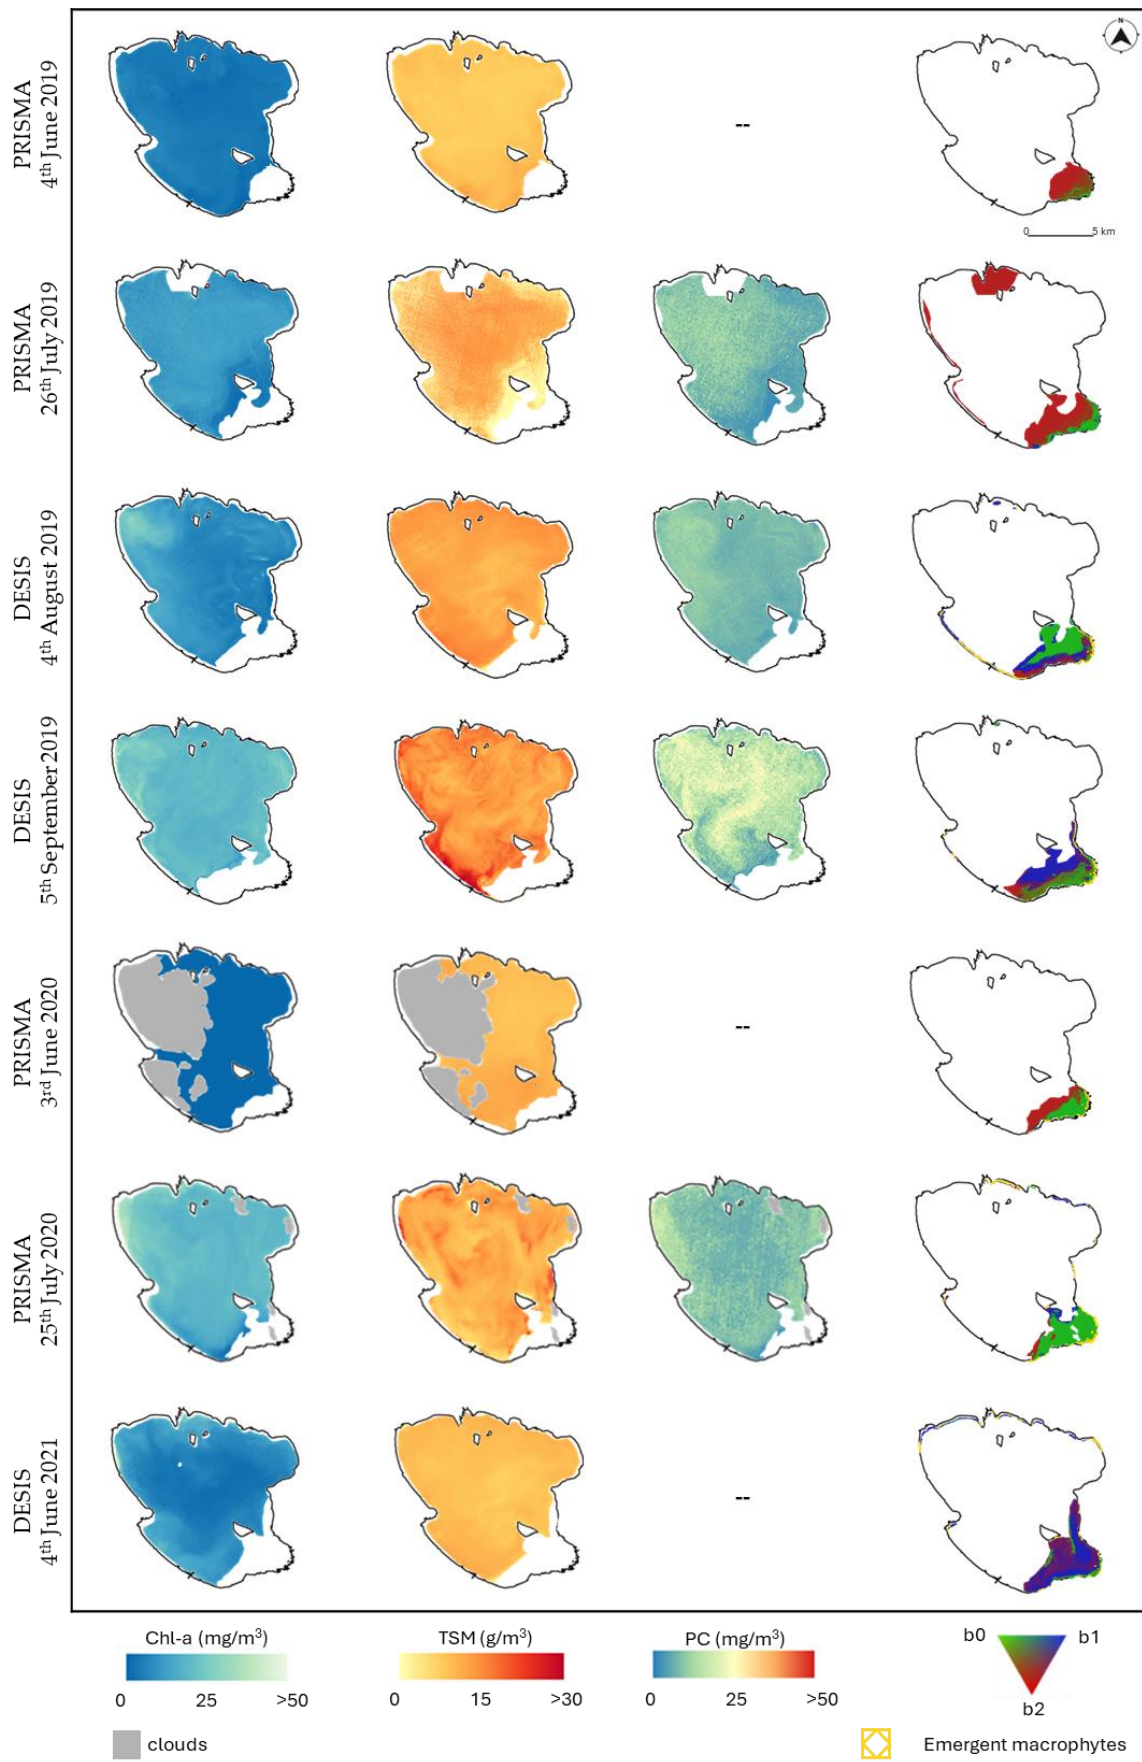 N
PRISMA
4th June 2019
--
0 5 km
PRISMA
26th July 2019
DESIS
4th August 2019
DESIS
5th September 2019
PRISMA
3rd June 2020
--
PRISMA
25th July 2020
DESIS
4th June 2021
--
Chl-a (mg/m3) TSM (g/m3) PC (mg/m3)
0 25 >50 0 15 >30 0 25 >50
b0 b1
b2
clouds Emergent macrophytes